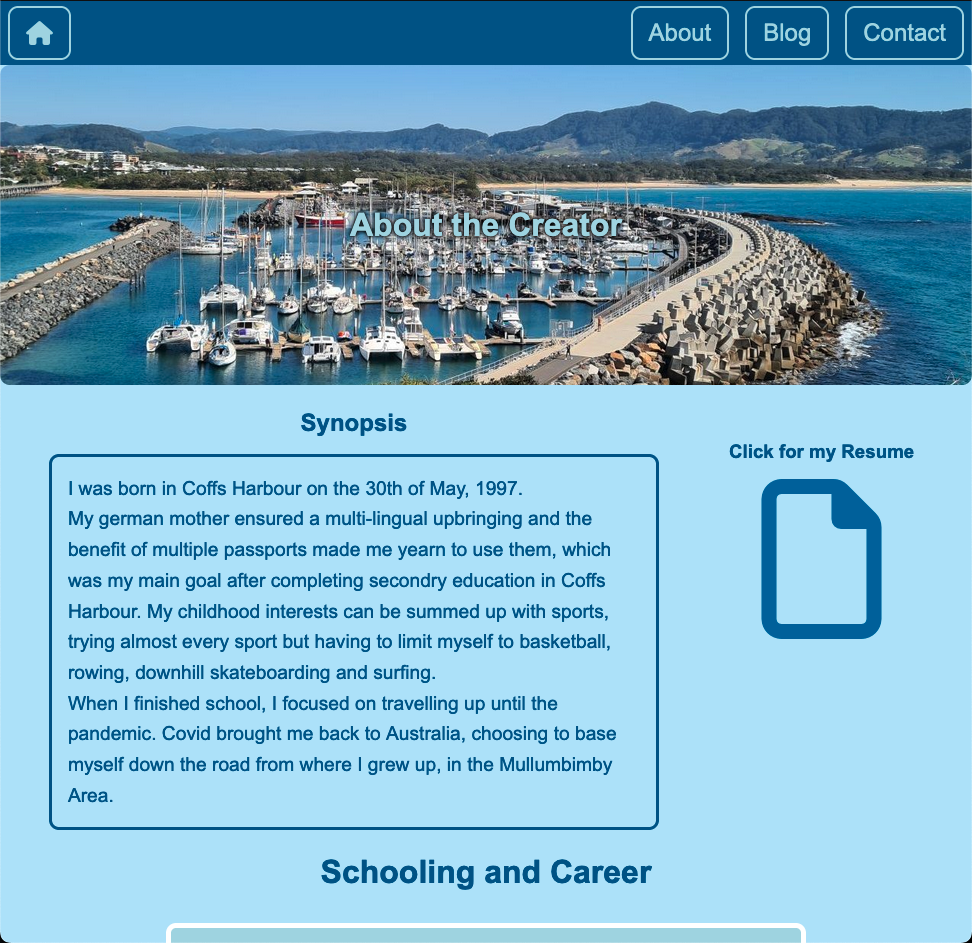 About
Blog
Contact
About the Creator
Synopsis
I was born in Coffs Harbour on the 30th of May, 1997.
My german mother ensured a multi-lingual upbringing and the
benefit of multiple passports made me yearn to use them, which
was my main goal after completing secondry education in Coffs
Harbour. My childhood interests can be summed up with sports,
trying almost every sport but having to limit myself to basketball,
rowing, downhill skateboarding and surfing.
When I finished school, I focused on travelling up until the
pandemic. Covid brought me back to Australia, choosing to base
myself down the road from where I grew up, in the Mullumbimby
Area.
Click for my Resume
Schooling and Career